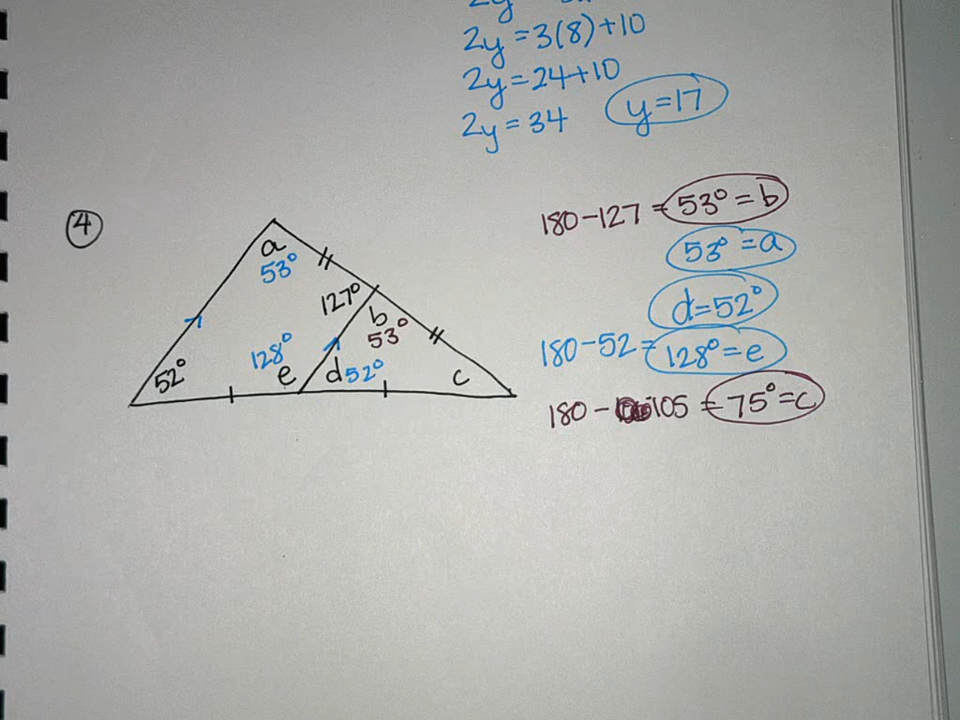 2y = 3(8)+10
2y = 24+10
2y = 34
y=17
4
180-127 = 53° = b
53° = a
d=52°
180-52= 128° = e
180- 105 = 75° = c
a
53°
127°
b
53°
128°
52°
e
d 52°
c